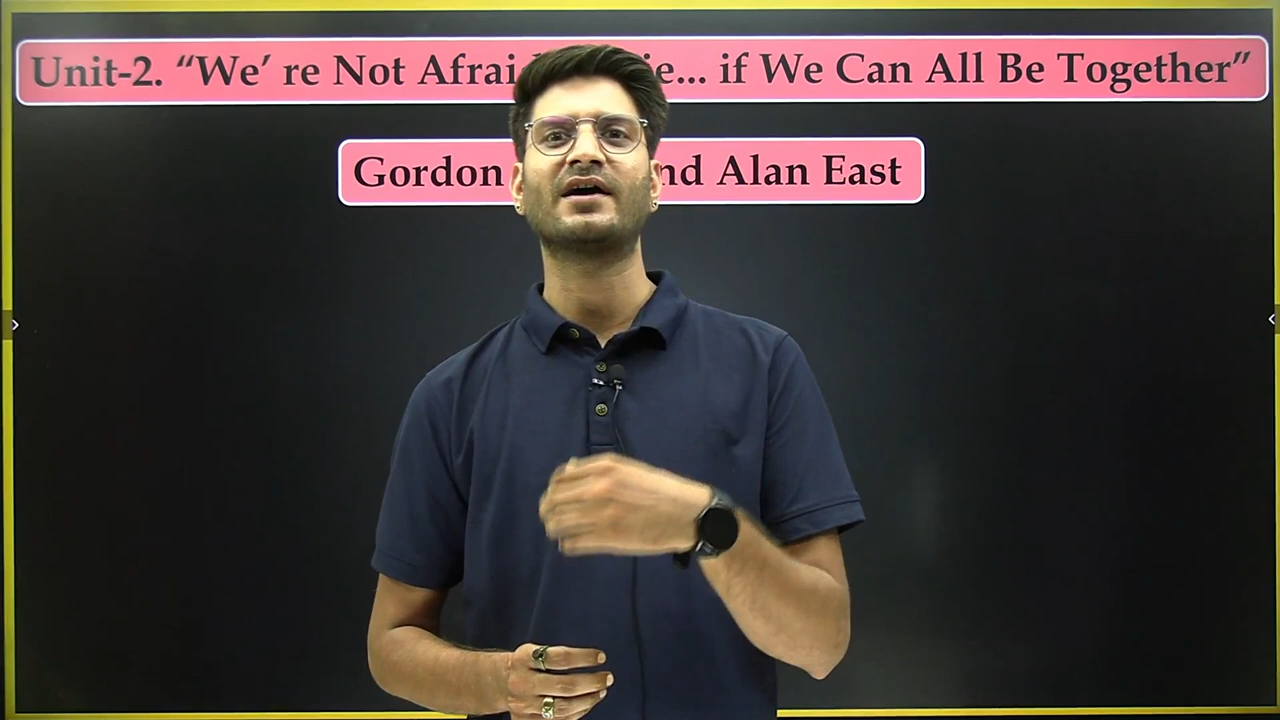 Unit-2. “We’ re Not Afrai ie... if We Can All Be Together”
Gordon nd Alan East